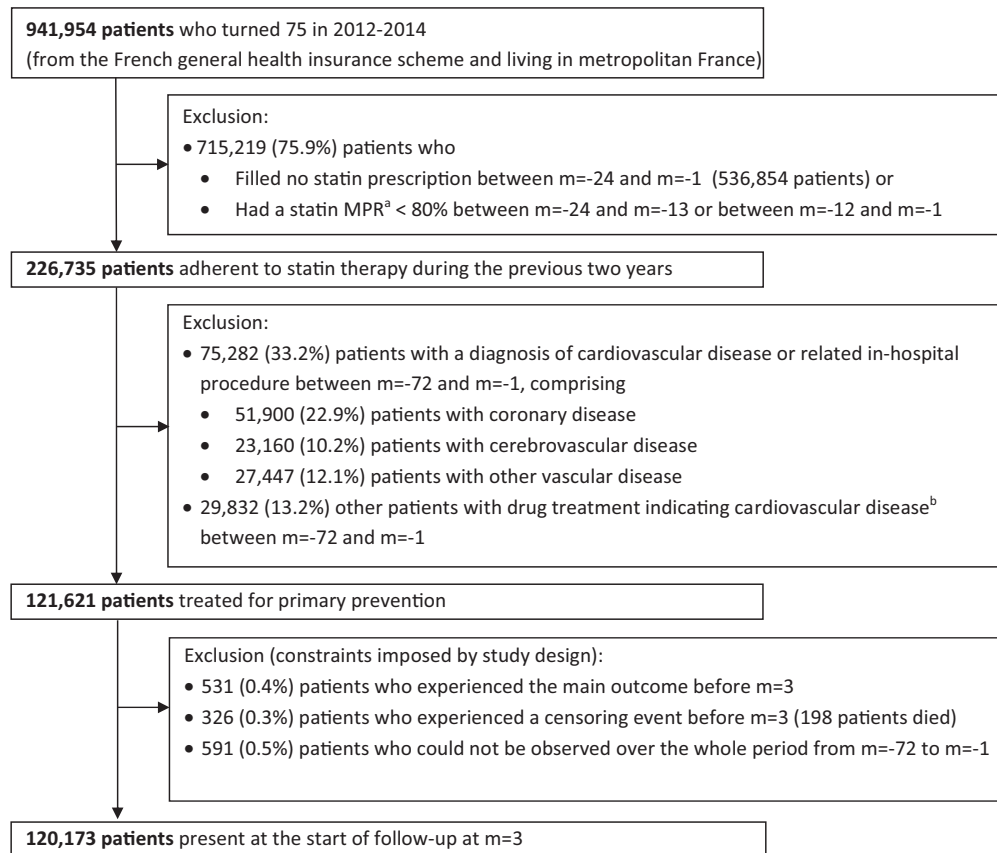 941,954 patients who turned 75 in 2012-2014
(from the French general health insurance scheme and living in metropolitan France)
Exclusion:
• 715,219 (75.9%) patients who
• Filled no statin prescription between m=-24 and m=-1 (536,854 patients) or
• Had a statin MPRa < 80% between m=-24 and m=-13 or between m=-12 and m=-1
226,735 patients adherent to statin therapy during the previous two years
Exclusion:
• 75,282 (33.2%) patients with a diagnosis of cardiovascular disease or related in-hospital
procedure between m=-72 and m=-1, comprising
• 51,900 (22.9%) patients with coronary disease
• 23,160 (10.2%) patients with cerebrovascular disease
• 27,447 (12.1%) patients with other vascular disease
• 29,832 (13.2%) other patients with drug treatment indicating cardiovascular diseaseb
between m=-72 and m=-1
121,621 patients treated for primary prevention
Exclusion (constraints imposed by study design):
• 531 (0.4%) patients who experienced the main outcome before m=3
• 326 (0.3%) patients who experienced a censoring event before m=3 (198 patients died)
• 591 (0.5%) patients who could not be observed over the whole period from m=-72 to m=-1
120,173 patients present at the start of follow-up at m=3